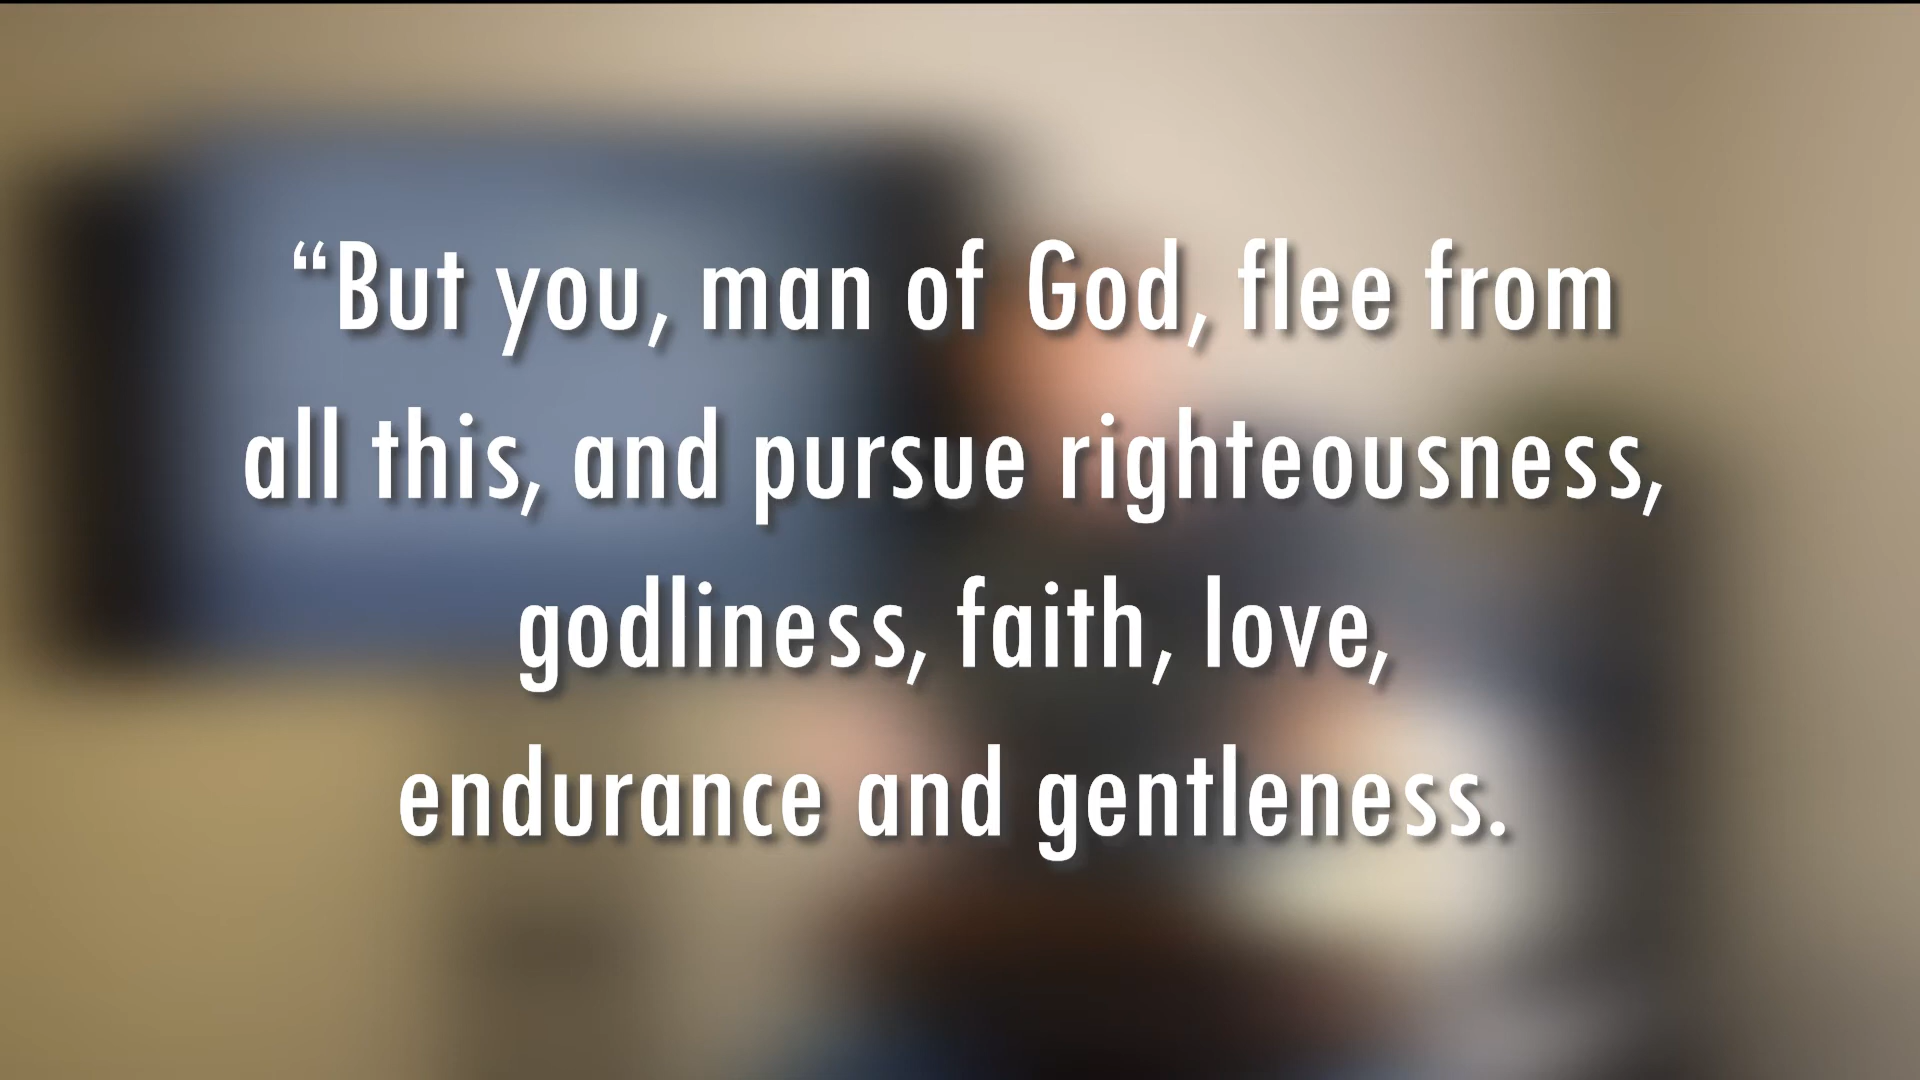 “But you, man of God, flee from
all this, and pursue righteousness,
godliness, faith, love,
endurance and gentleness.